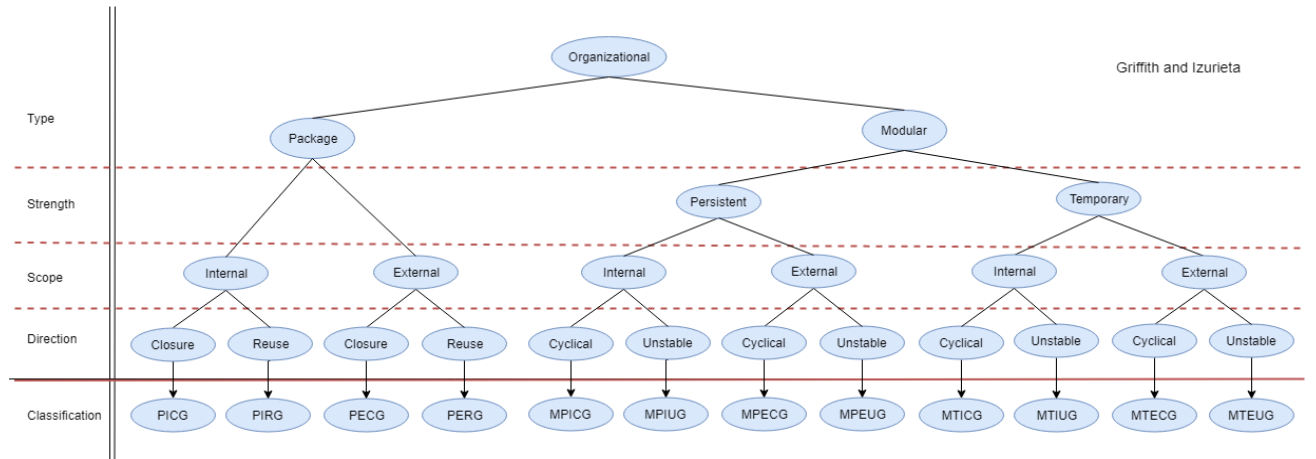 Organizational
Griffith and Izurieta
Type
Package
Modular
Strength
Persistent
Temporary
Scope
Internal
External
Internal
External
Internal
External
Direction
Closure
Reuse
Closure
Reuse
Cyclical
Unstable
Cyclical
Unstable
Cyclical
Unstable
Cyclical
Unstable
Classification
PICG
PIRG
PECG
PERG
MPICG
MPIUG
MPECG
MPEUG
MTICG
MTIUG
MTECG
MTEUG